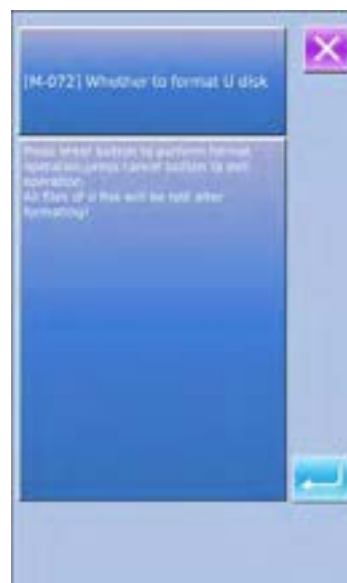 [M-072] Whether to format U disk
Press enter button to perform format
operation,press cancel button to exit
operation
All files of U disk will be lost after
formatting!